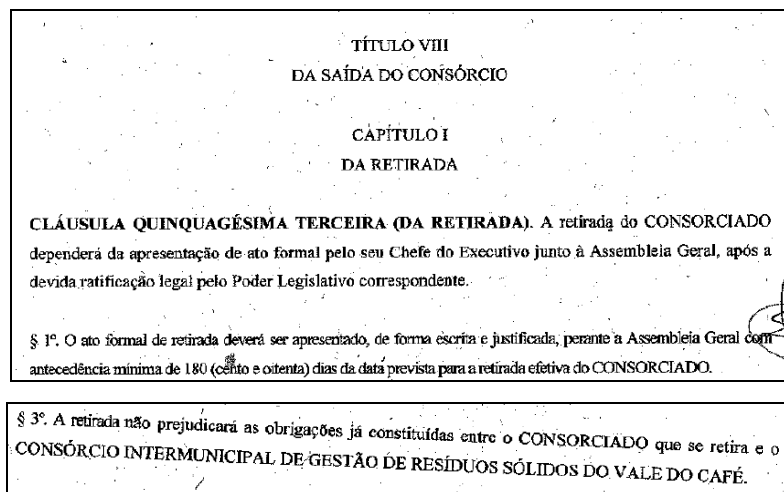 TÍTULO VIII
DA SAÍDA DO CONSÓRCIO
CAPÍTULO I
DA RETIRADA
CLÁUSULA QUINQUAGÉSIMA TERCEIRA (DA RETIRADA). A retirada do CONSORCIADO
dependerá da apresentação de ato formal pelo seu Chefe do Executivo junto à Assembleia Geral, após a
devida ratificação legal pelo Poder Legislativo correspondente.
§ 1º. O ato formal de retirada deverá ser apresentado, de forma escrita e justificada, perante a Assembleia Geral com
antecedência mínima de 180 (cento e oitenta) dias da data prevista para a retirada efetiva do CONSORCIADO.
§ 3º. A retirada não prejudicará as obrigações já constituídas entre o CONSORCIADO que se retira e o
CONSÓRCIO INTERMUNICIPAL DE GESTÃO DE RESÍDUOS SÓLIDOS DO VALE DO CAFÉ.